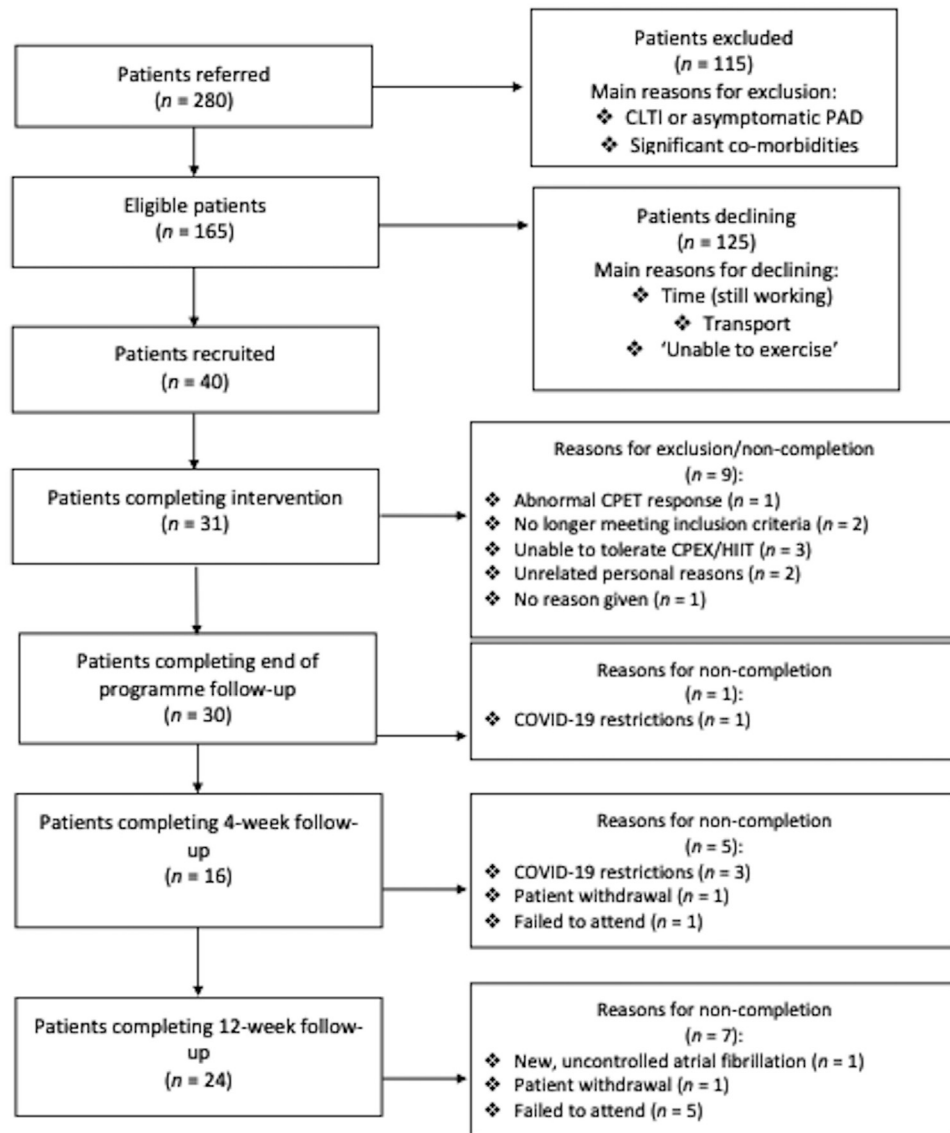 Patients referred
(n = 280)
Patients excluded
(n = 115)
Main reasons for exclusion:
❖ CLTI or asymptomatic PAD
❖ Significant co-morbidities
Eligible patients
(n = 165)
Patients declining
(n = 125)
Main reasons for declining:
❖ Time (still working)
❖ Transport
❖ ‘Unable to exercise’
Patients recruited
(n = 40)
Patients completing intervention
(n = 31)
Reasons for exclusion/non-completion
(n = 9):
❖ Abnormal CPET response (n = 1)
❖ No longer meeting inclusion criteria (n = 2)
❖ Unable to tolerate CPEX/HIIT (n = 3)
❖ Unrelated personal reasons (n = 2)
❖ No reason given (n = 1)
Patients completing end of
programme follow-up
(n = 30)
Reasons for non-completion
(n = 1):
❖ COVID-19 restrictions (n = 1)
Patients completing 4-week follow-
up
(n = 16)
Reasons for non-completion
(n = 5):
❖ COVID-19 restrictions (n = 3)
❖ Patient withdrawal (n = 1)
❖ Failed to attend (n = 1)
Patients completing 12-week follow-
up
(n = 24)
Reasons for non-completion
(n = 7):
❖ New, uncontrolled atrial fibrillation (n = 1)
❖ Patient withdrawal (n = 1)
❖ Failed to attend (n = 5)